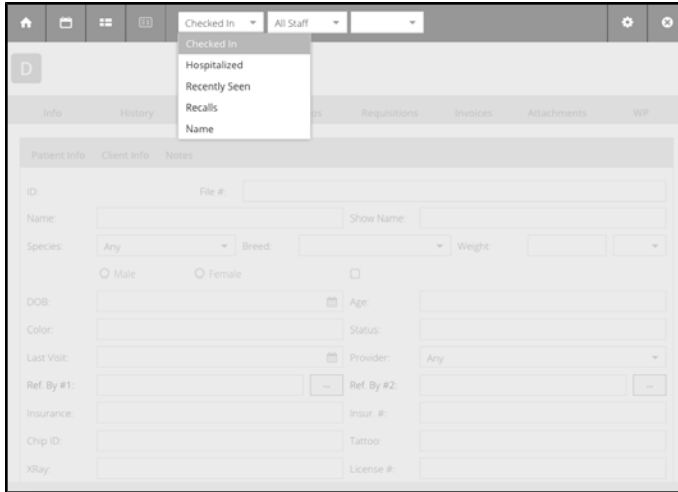 Checked In All Staff
Checked In
Hospitalized
Recently Seen
Recalls
Name
D
Info History Requisitions Invoices Attachments WP
Patient Info Client Info Notes
ID: File #:
Name: Show Name:
Species: Any Breed: Weight:
Male Female
DOB: Age:
Color: Status:
Last Visit: Provider: Any
Ref. By #1: ... Ref. By #2: ...
Insurance: Insur. #:
Chip ID: Tattoo:
XRay: License #: